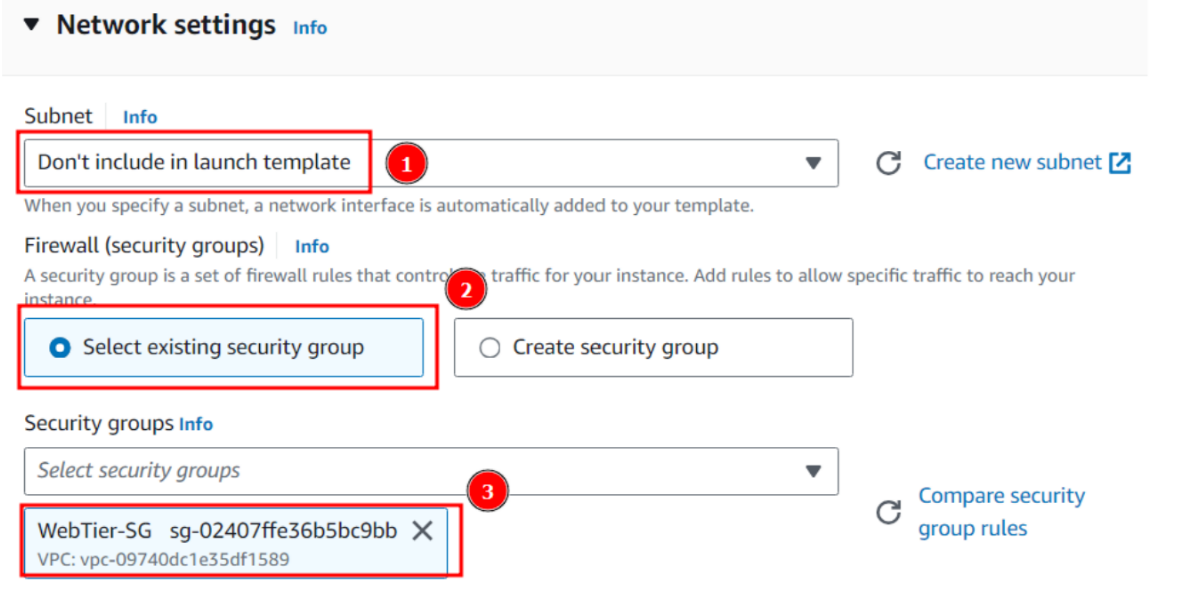 Network settings Info
Subnet Info
Don't include in launch template
1
Create new subnet
When you specify a subnet, a network interface is automatically added to your template.
Firewall (security groups) Info
A security group is a set of firewall rules that control traffic for your instance. Add rules to allow specific traffic to reach your
instance.
2
Select existing security group
Create security group
Security groups Info
Select security groups
3
WebTier-SG sg-02407ffe36b5bc9bb
VPC: vpc-09740dc1e35df1589
Compare security
group rules